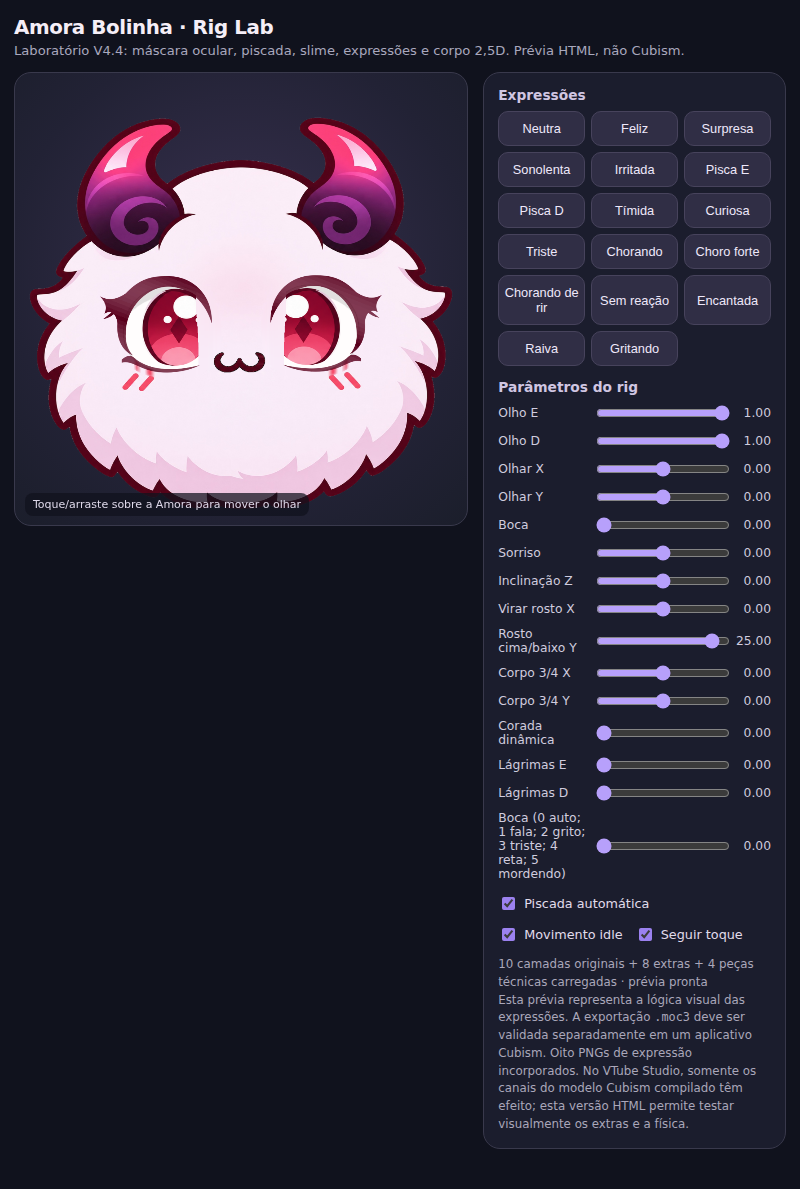 Amora Bolinha · Rig Lab
Laboratório V4.4: máscara ocular, piscada, slime, expressões e corpo 2,5D. Prévia HTML, não Cubism.
Toque/arraste sobre a Amora para mover o olhar
Expressões
Neutra
Feliz
Surpresa
Sonolenta
Irritada
Pisca E
Pisca D
Tímida
Curiosa
Triste
Chorando
Choro forte
Chorando de
rir
Sem reação
Encantada
Raiva
Gritando
Parâmetros do rig
Olho E 1.00
Olho D 1.00
Olhar X 0.00
Olhar Y 0.00
Boca 0.00
Sorriso 0.00
Inclinação Z 0.00
Virar rosto X 0.00
Rosto
cima/baixo Y 25.00
Corpo 3/4 X 0.00
Corpo 3/4 Y 0.00
Corada
dinâmica 0.00
Lágrimas E 0.00
Lágrimas D 0.00
Boca (0 auto;
1 fala; 2 grito;
3 triste; 4 0.00
reta; 5
mordendo)
Piscada automática
Movimento idle Seguir toque
10 camadas originais + 8 extras + 4 peças
técnicas carregadas · prévia pronta
Esta prévia representa a lógica visual das
expressões. A exportação .moc3 deve ser
validada separadamente em um aplicativo
Cubism. Oito PNGs de expressão
incorporados. No VTube Studio, somente os
canais do modelo Cubism compilado têm
efeito; esta versão HTML permite testar
visualmente os extras e a física.